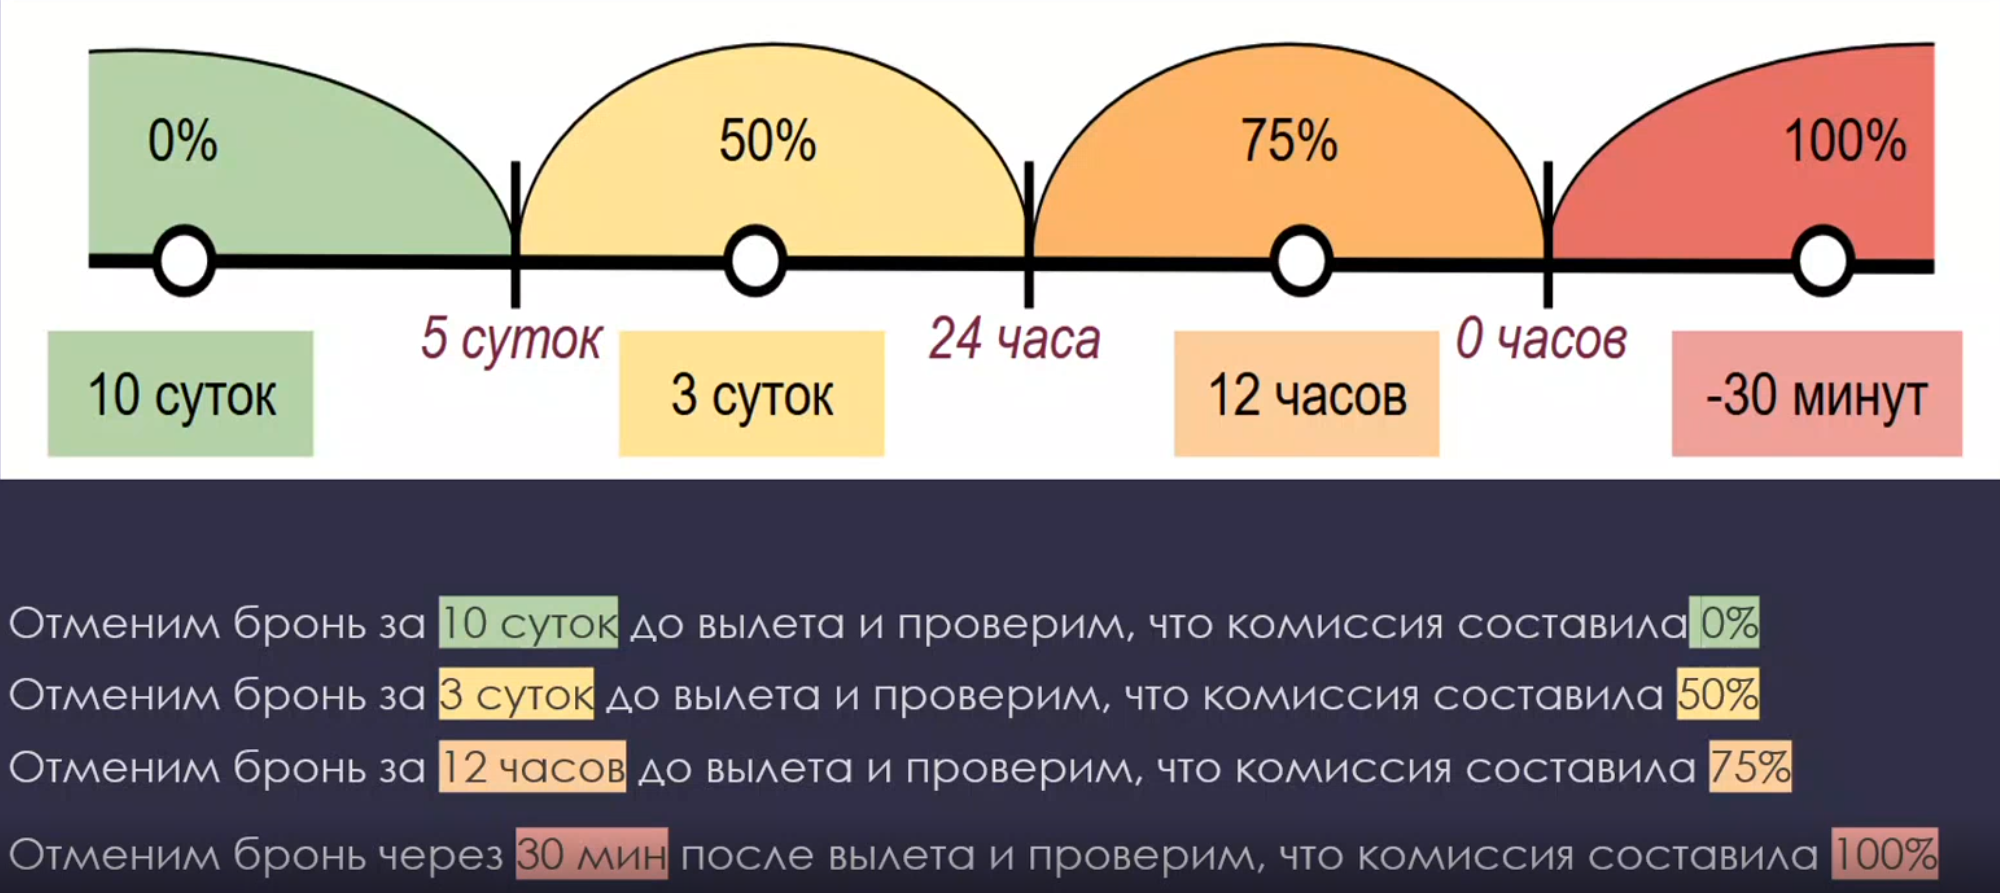 0%
50%
75%
100%
5 суток
24 часа
0 часов
10 суток
3 суток
12 часов
-30 минут
Отменим бронь за 10 суток до вылета и проверим, что комиссия составила 0%
Отменим бронь за 3 суток до вылета и проверим, что комиссия составила 50%
Отменим бронь за 12 часов до вылета и проверим, что комиссия составила 75%
Отменим бронь через 30 мин после вылета и проверим, что комиссия составила 100%